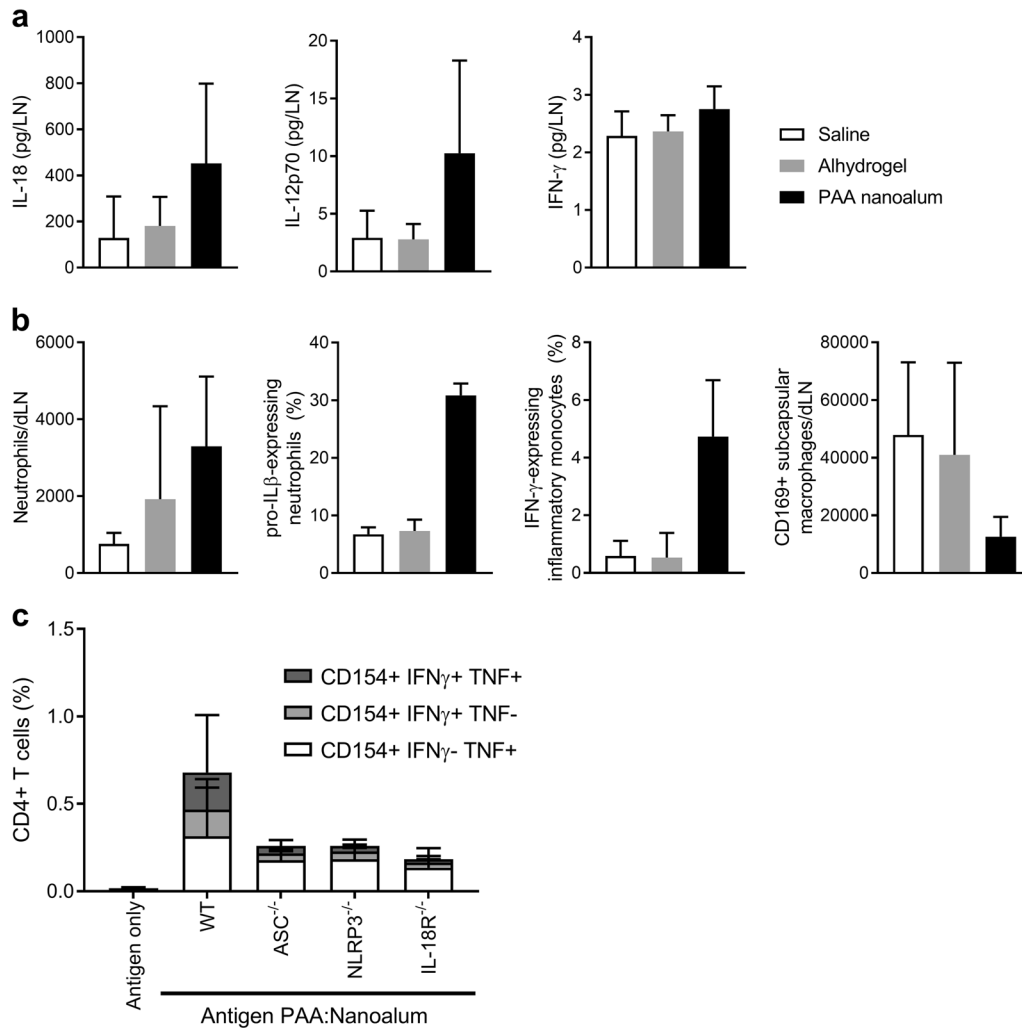 a
IL-18 (pg/LN)
1000
800
600
400
200
0
IL-12p70 (pg/LN)
20
15
10
5
0
IFN-γ (pg/LN)
4
3
2
1
0
Saline
Alhydrogel
PAA nanoalum
b
Neutrophils/dLN
6000
4000
2000
0
pro-ILβ-expressing
neutrophils (%)
40
30
20
10
0
IFN-γ-expressing
inflammatory monocytes (%)
8
6
4
2
0
CD169+ subcapsular
macrophages/dLN
80000
60000
40000
20000
0
c
CD4+ T cells (%)
1.5
1.0
0.5
0.0
CD154+ IFNγ+ TNF+
CD154+ IFNγ+ TNF-
CD154+ IFNγ- TNF+
Antigen only
WT
ASC-/-
NLRP3-/-
IL-18R-/-
Antigen PAA:Nanoalum